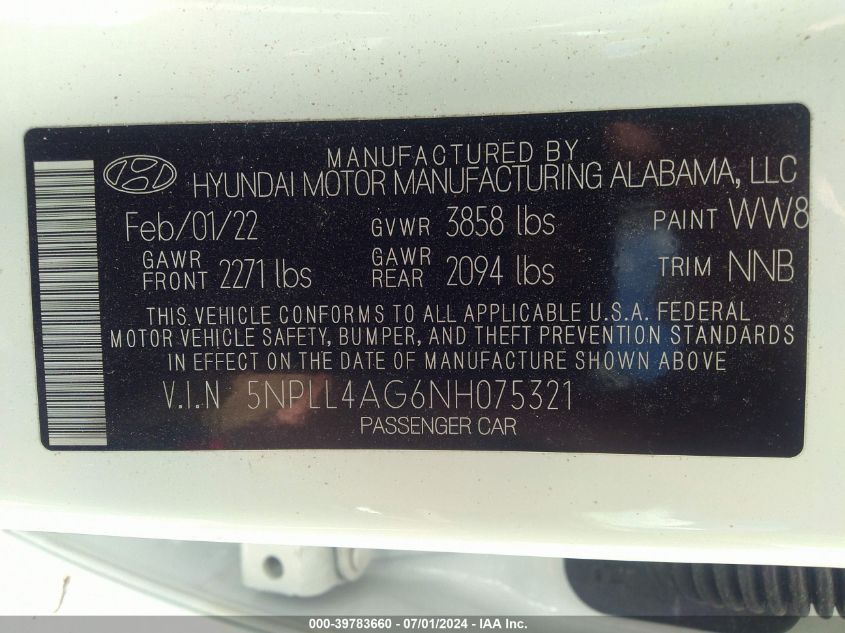 MANUFACTURED BY
HYUNDAI MOTOR MANUFACTURING ALABAMA, LLC
Feb/01/22 GVWR 3858 lbs PAINT WW8
GAWR FRONT 2271 lbs GAWR REAR 2094 lbs TRIM NNB
THIS VEHICLE CONFORMS TO ALL APPLICABLE U.S.A. FEDERAL
MOTOR VEHICLE SAFETY, BUMPER, AND THEFT PREVENTION STANDARDS
IN EFFECT ON THE DATE OF MANUFACTURE SHOWN ABOVE
V.I.N 5NPLL4AG6NH075321
PASSENGER CAR
000-39783660 - 07/01/2024 - IAA Inc.